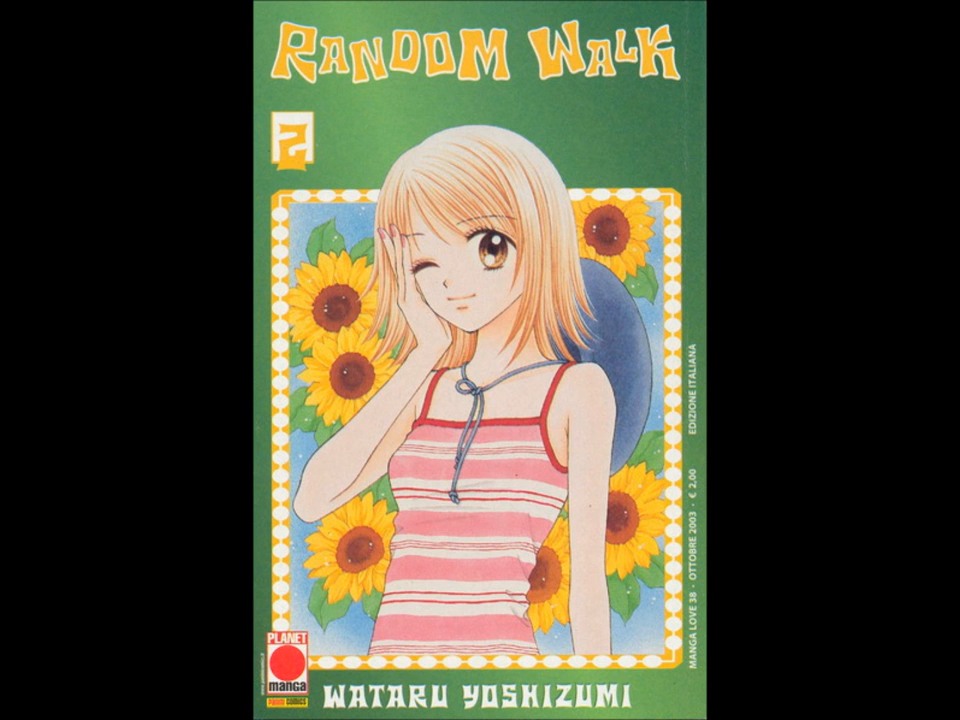 RANDOM WALK
2
EDIZIONE ITALIANA
MANGA LOVE 38 · OTTOBRE 2003 · € 2,00
PLANET
manga
PANINI COMICS
WATARU YOSHIZUMI